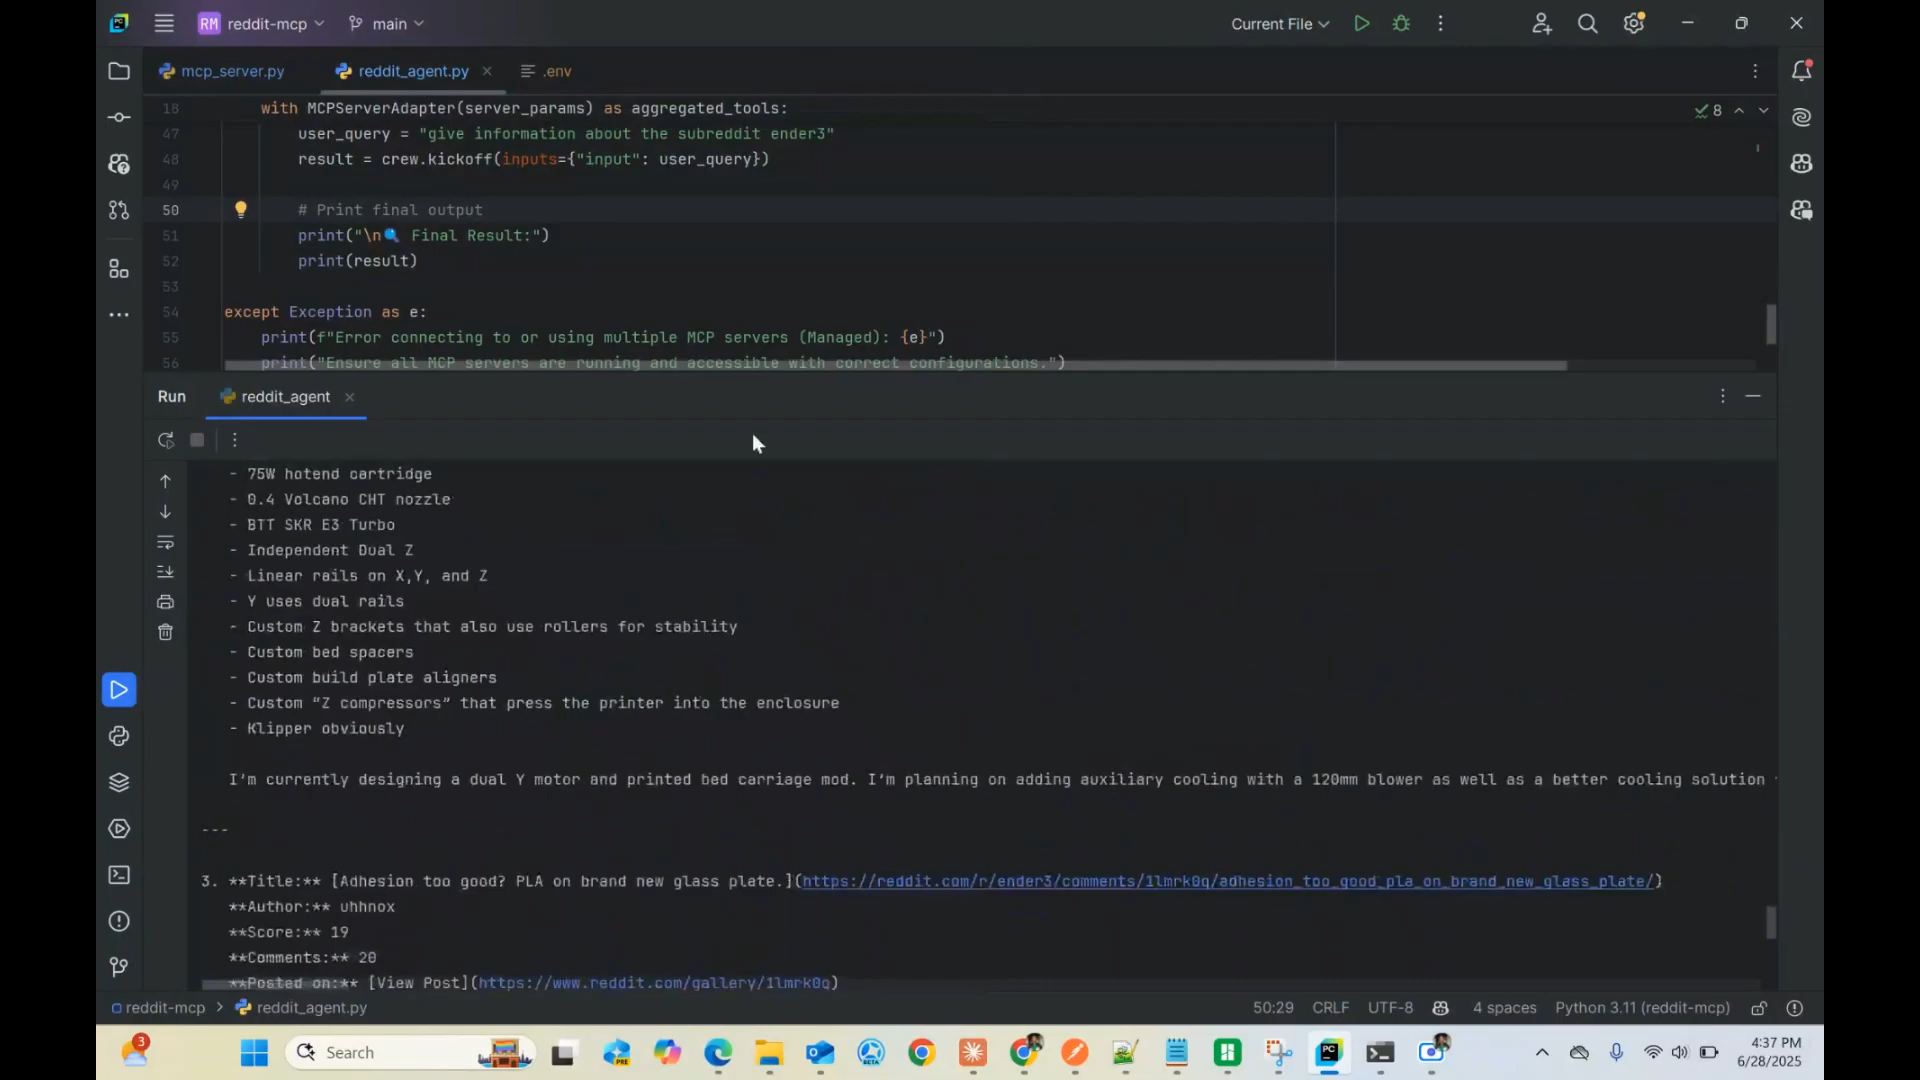 RM reddit-mcp main Current File
mcp_server.py reddit_agent.py .env
18 with MCPServerAdapter(server_params) as aggregated_tools: 8
47 user_query = "give information about the subreddit ender3"
48 result = crew.kickoff(inputs={"input": user_query})
49
50 # Print final output
51 print("\n🔍 Final Result:")
52 print(result)
53
54 except Exception as e:
55 print(f"Error connecting to or using multiple MCP servers (Managed): {e}")
56 print("Ensure all MCP servers are running and accessible with correct configurations.")
Run reddit_agent
- 75W hotend cartridge
- 0.4 Volcano CHT nozzle
- BTT SKR E3 Turbo
- Independent Dual Z
- Linear rails on X,Y, and Z
- Y uses dual rails
- Custom Z brackets that also use rollers for stability
- Custom bed spacers
- Custom build plate aligners
- Custom “Z compressors” that press the printer into the enclosure
- Klipper obviously
I’m currently designing a dual Y motor and printed bed carriage mod. I’m planning on adding auxiliary cooling with a 120mm blower as well as a better cooling solution
---
3. **Title:** [Adhesion too good? PLA on brand new glass plate.](https://reddit.com/r/ender3/comments/1lmrk0q/adhesion_too_good_pla_on_brand_new_glass_plate/)
**Author:** uhhnox
**Score:** 19
**Comments:** 20
**Posted on:** [View Post](https://www.reddit.com/gallery/1lmrk0q)
reddit-mcp > reddit_agent.py 50:29 CRLF UTF-8 4 spaces Python 3.11 (reddit-mcp)
3 Search PRE BETA PC 4:37 PM
6/28/2025